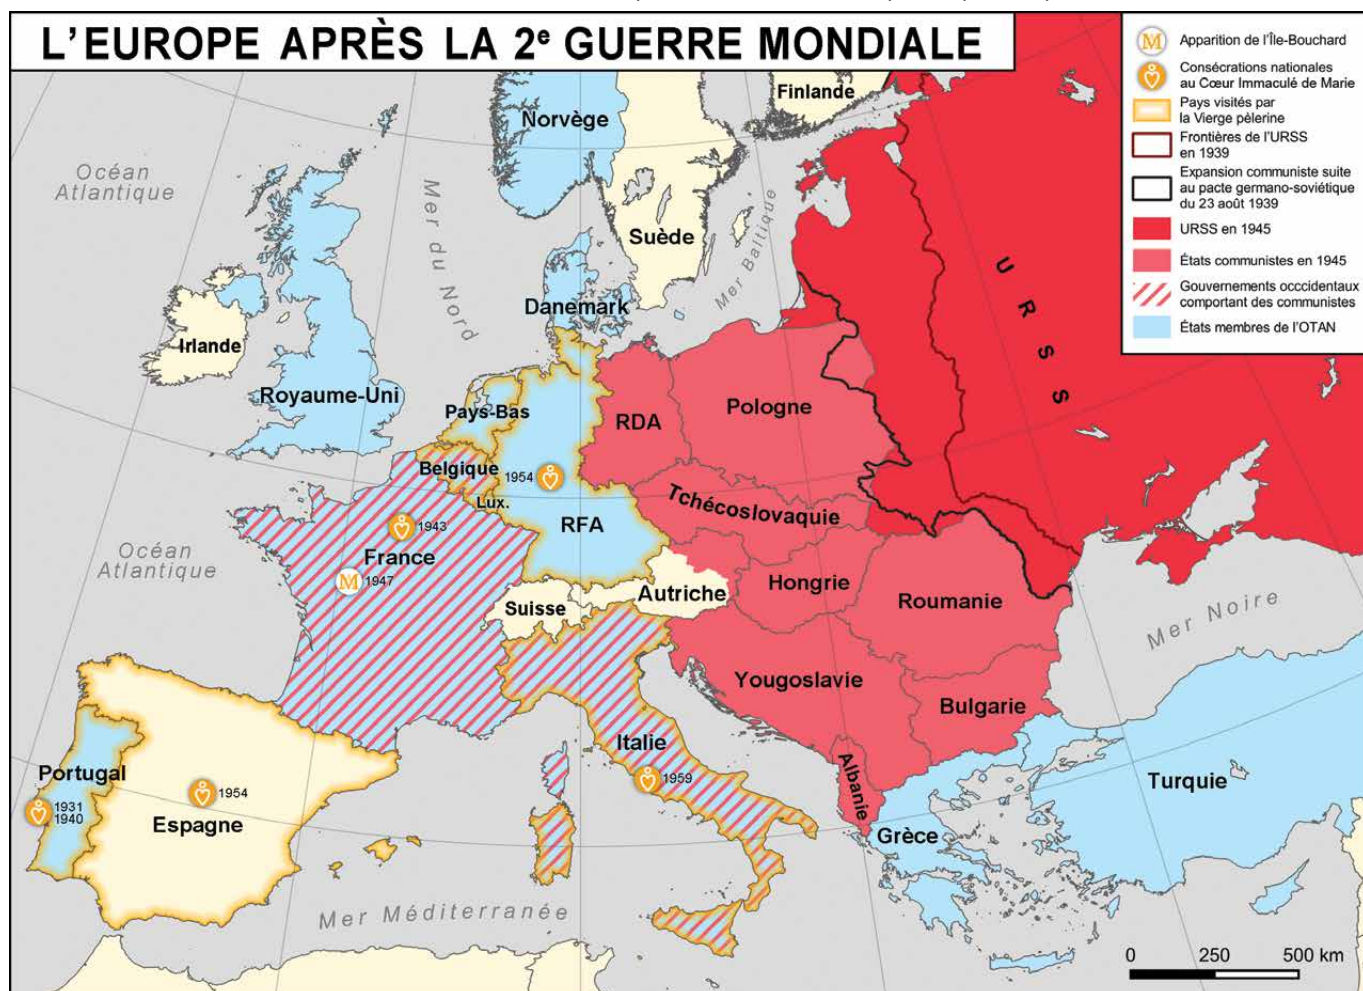 L'EUROPE APRÈS LA 2e GUERRE MONDIALE
M Apparition de l'Île-Bouchard
Consécrations nationales
au Cœur Immaculé de Marie
Pays visités par
la Vierge pèlerine
Frontières de l'URSS
en 1939
Expansion communiste suite
au pacte germano-soviétique
du 23 août 1939
URSS en 1945
États communistes en 1945
Gouvernements occcidentaux
comportant des communistes
États membres de l'OTAN
Finlande
Norvège
Océan
Atlantique
Mer du Nord
Suède
Mer Baltique
URSS
Danemark
Irlande
Royaume-Uni
Pays-Bas
RDA
Pologne
Belgique
1954
Lux.
Tchécoslovaquie
RFA
1943
France
M 1947
Océan
Atlantique
Suisse
Autriche
Hongrie
Roumanie
Mer Noire
Yougoslavie
Bulgarie
Italie
1959
Albanie
Turquie
Portugal
1931
1940
1954
Espagne
Grèce
Mer Méditerranée
0 250 500 km